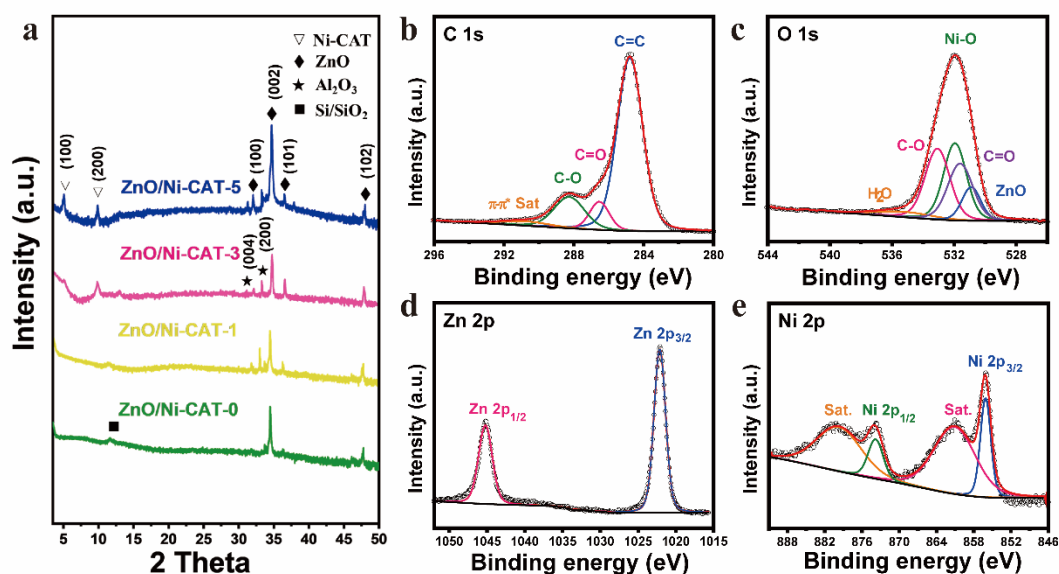 a
▽ Ni-CAT
♦ ZnO
★ Al₂O₃
■ Si/SiO₂
(100)
(200)
(002)
(100)
(101)
(102)
ZnO/Ni-CAT-5
(004)
(200)
ZnO/Ni-CAT-3
ZnO/Ni-CAT-1
ZnO/Ni-CAT-0
Intensity (a.u.)
5 10 15 20 25 30 35 40 45 50
2 Theta
b
C 1s
C=C
C=O
C-O
π-π* Sat
Intensity (a.u.)
296 292 288 284 280
Binding energy (eV)
c
O 1s
Ni-O
C-O
C=O
H₂O
ZnO
Intensity (a.u.)
544 540 536 532 528
Binding energy (eV)
d
Zn 2p
Zn 2p₃/₂
Zn 2p₁/₂
Intensity (a.u.)
1050 1045 1040 1035 1030 1025 1020 1015
Binding energy (eV)
e
Ni 2p
Ni 2p₃/₂
Sat.
Ni 2p₁/₂
Sat.
Intensity (a.u.)
888 882 876 870 864 858 852 846
Binding energy (eV)